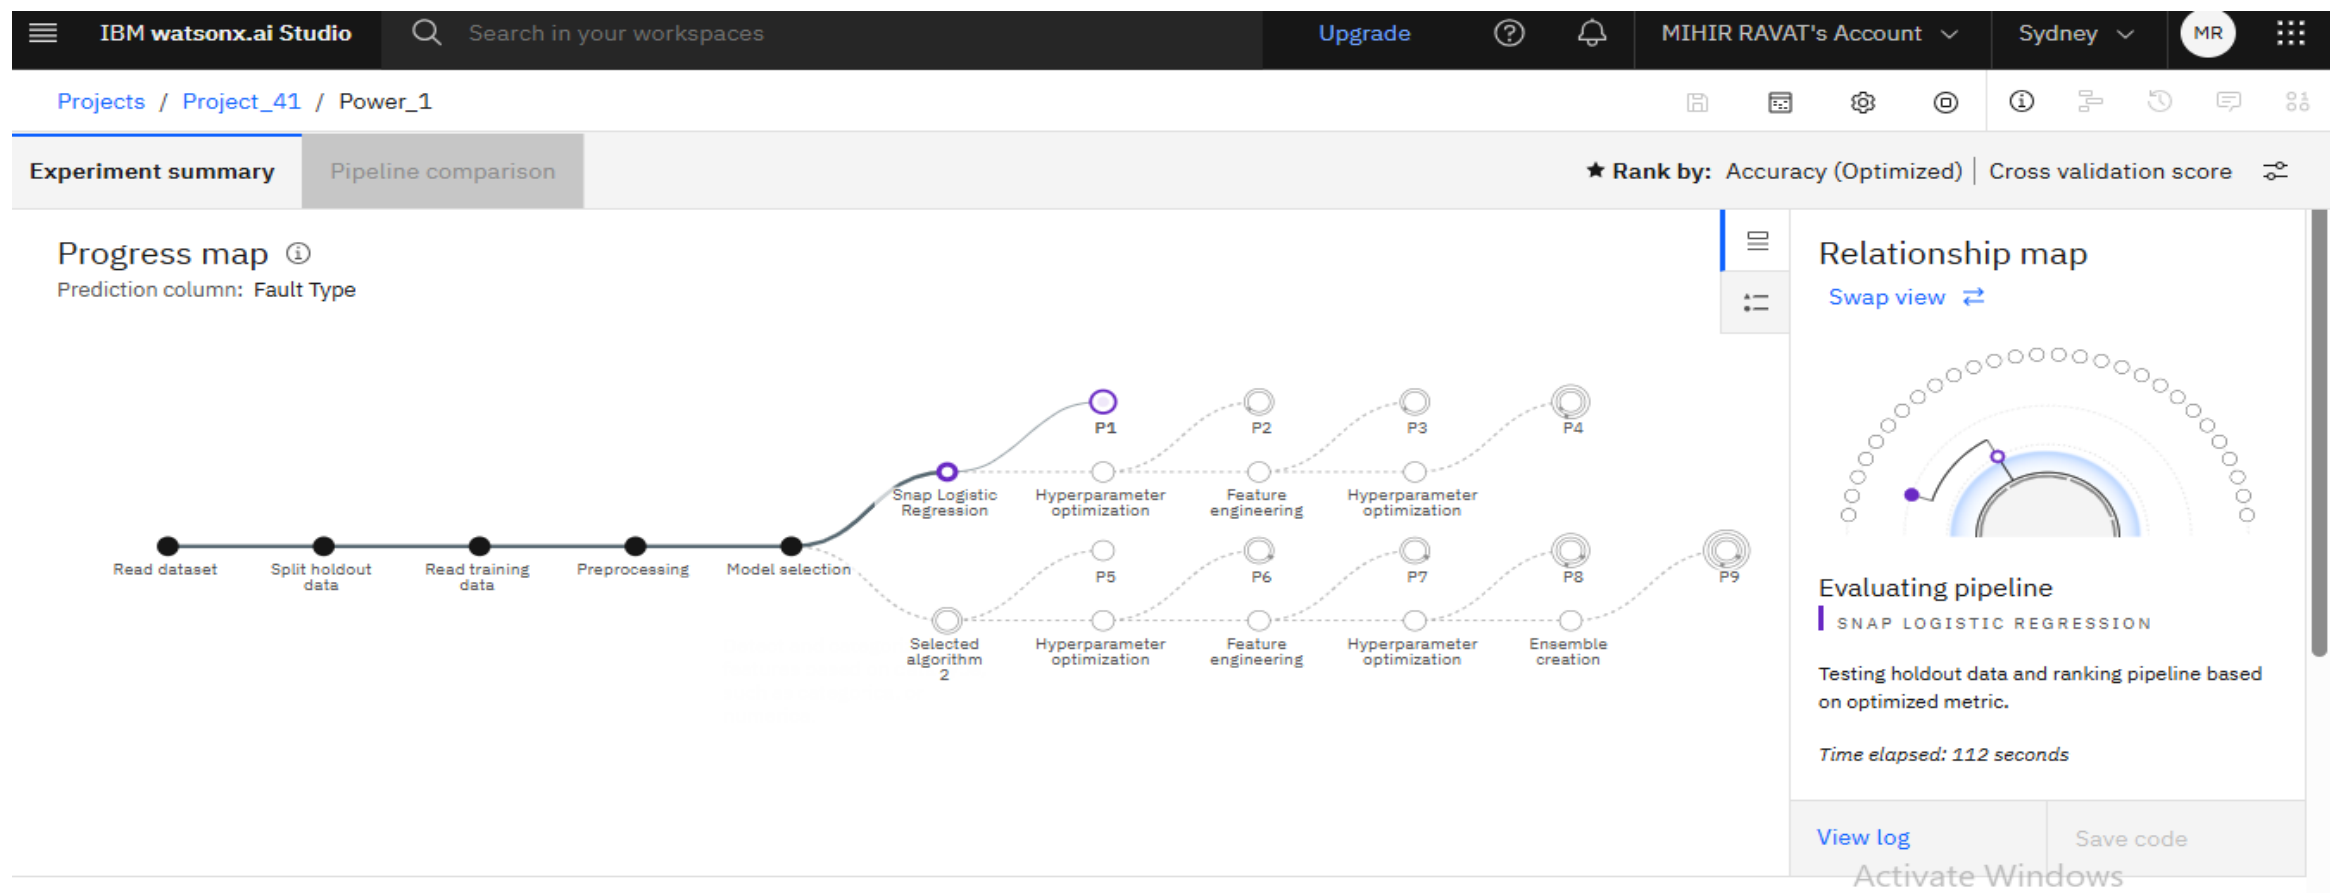 IBM watsonx.ai Studio
Search in your workspaces
Upgrade
MIHIR RAVAT's Account
Sydney
MR
Projects / Project_41 / Power_1
Experiment summary
Pipeline comparison
★ Rank by: Accuracy (Optimized) | Cross validation score
Progress map
Prediction column: Fault Type
P1
P2
P3
P4
Snap Logistic
Regression
Hyperparameter
optimization
Feature
engineering
Hyperparameter
optimization
Read dataset
Split holdout
data
Read training
data
Preprocessing
Model selection
P5
P6
P7
P8
P9
Selected
algorithm
2
Hyperparameter
optimization
Feature
engineering
Hyperparameter
optimization
Ensemble
creation
Relationship map
Swap view
Evaluating pipeline
SNAP LOGISTIC REGRESSION
Testing holdout data and ranking pipeline based
on optimized metric.
Time elapsed: 112 seconds
View log
Save code
Activate Windows